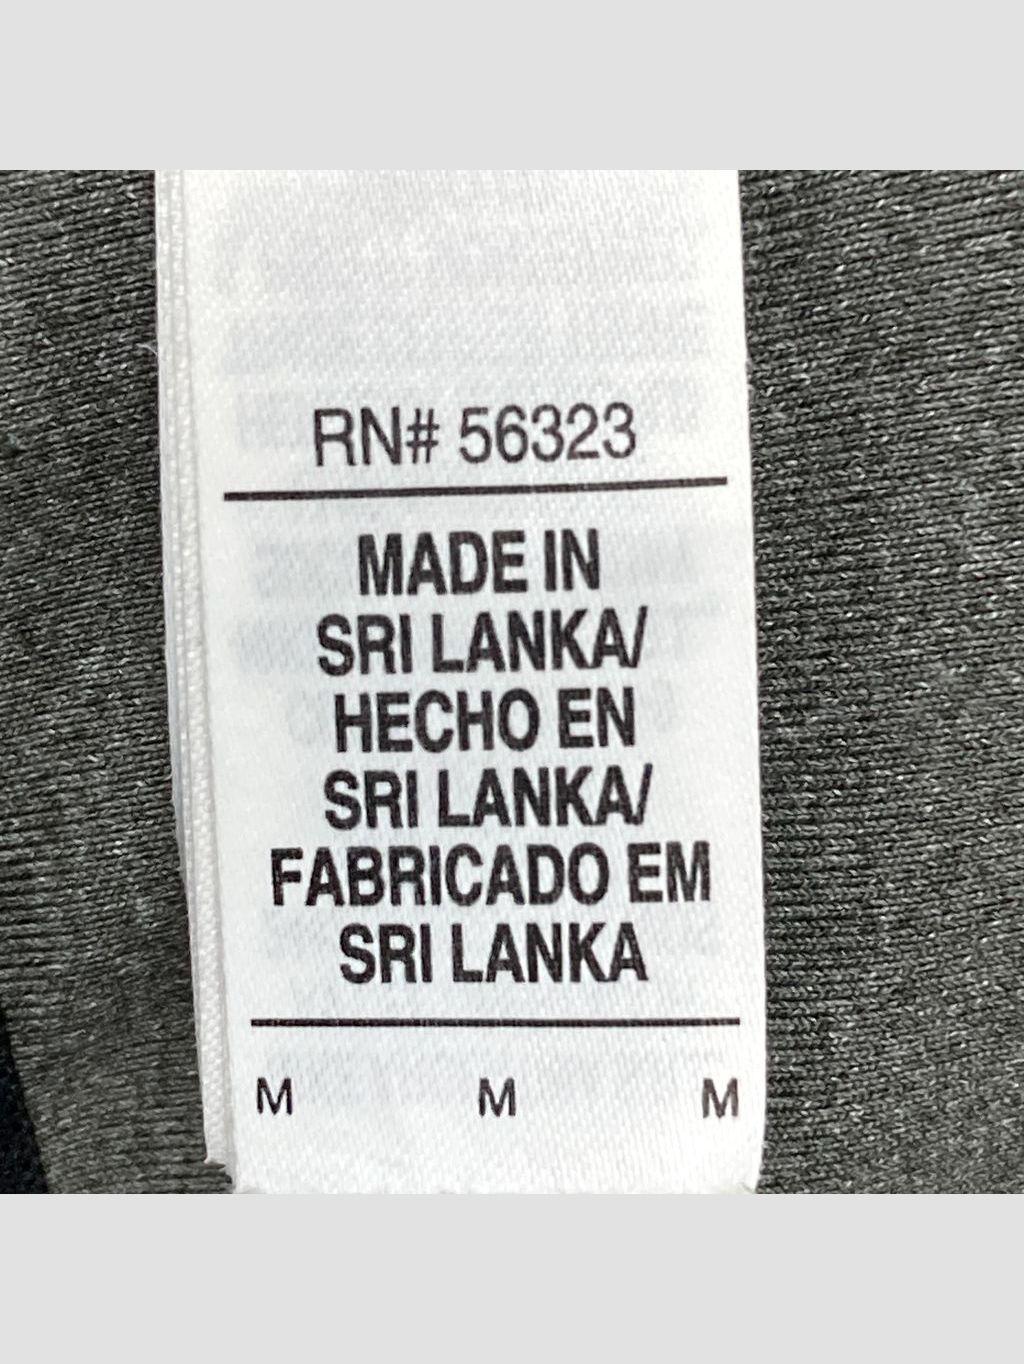 RN# 56323
MADE IN
SRI LANKA/
HECHO EN
SRI LANKA/
FABRICADO EM
SRI LANKA
M M M